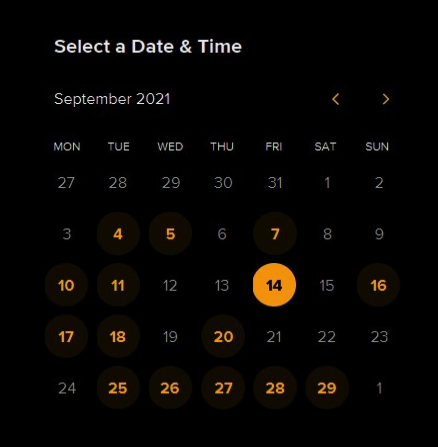 Select a Date & Time
September 2021
MON TUE WED THU FRI SAT SUN
27 28 29 30 31 1 2
3 4 5 6 7 8 9
10 11 12 13 14 15 16
17 18 19 20 21 22 23
24 25 26 27 28 29 1